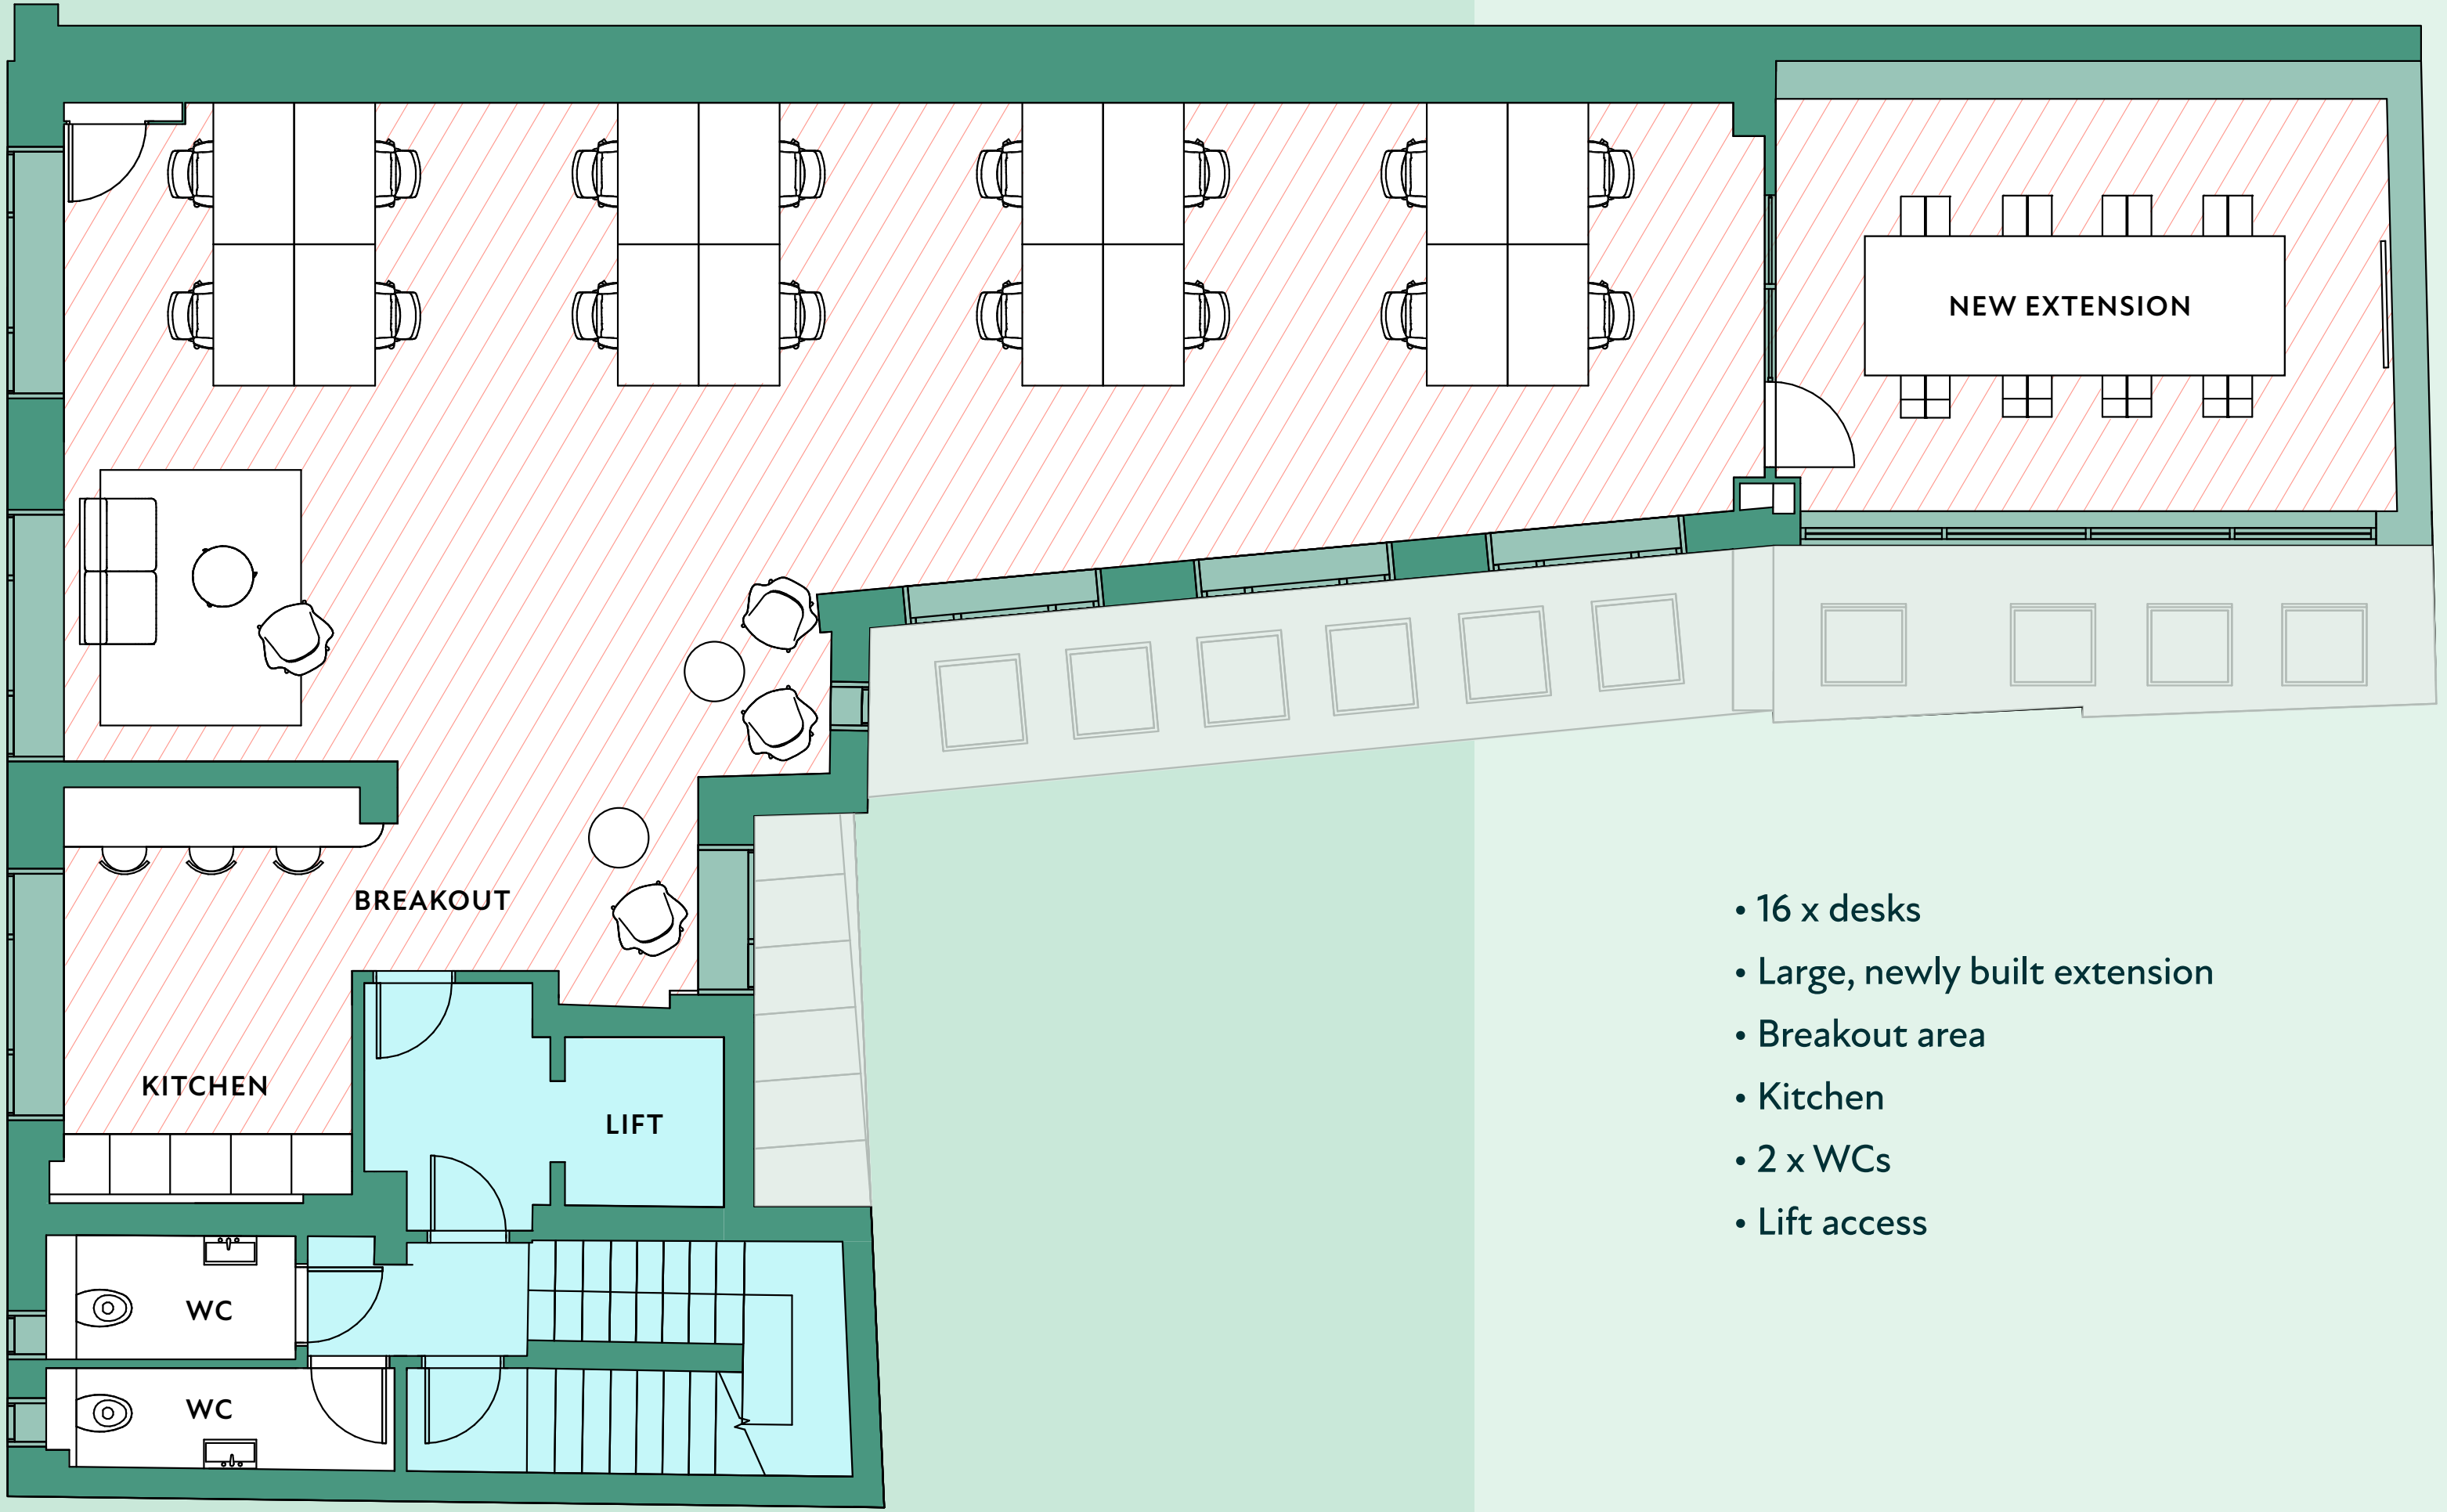 NEW EXTENSION
BREAKOUT
KITCHEN
LIFT
WC
WC
• 16 x desks
• Large, newly built extension
• Breakout area
• Kitchen
• 2 x WCs
• Lift access